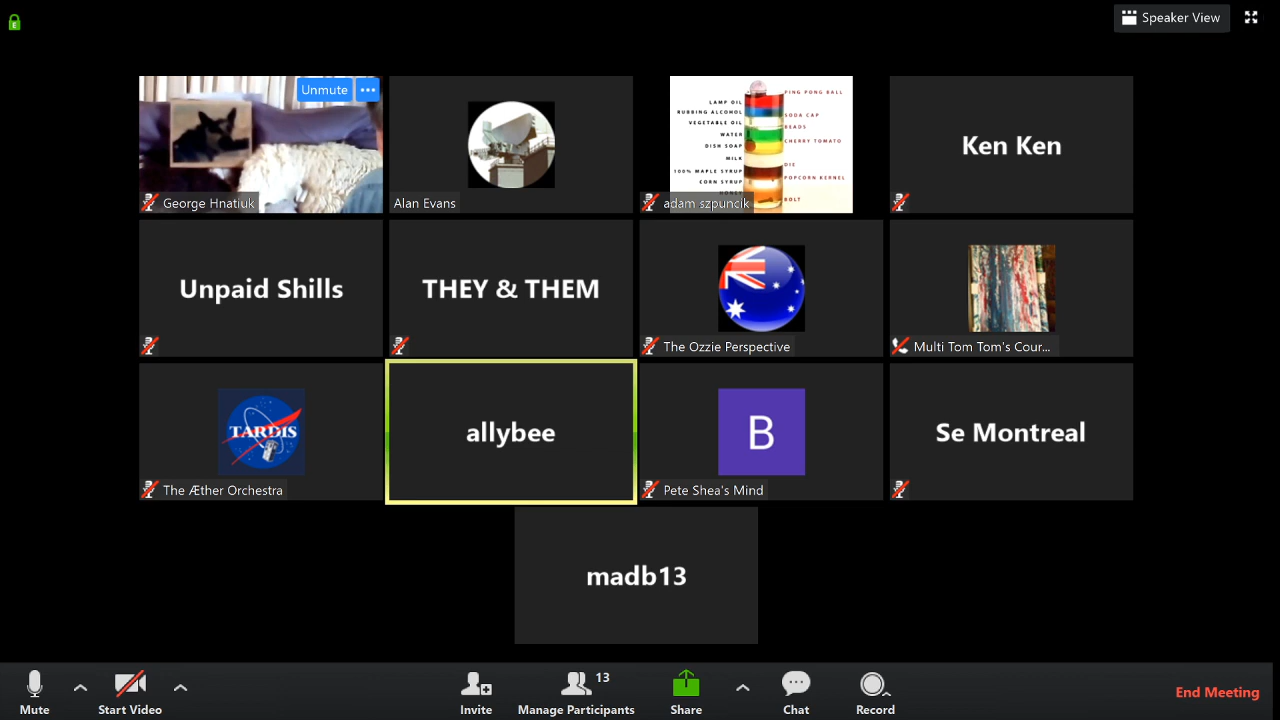 E
Speaker View
Unmute
George Hnatiuk
Alan Evans
LAMP OIL
RUBBING ALCOHOL
VEGETABLE OIL
WATER
DISH SOAP
MILK
100% MAPLE SYRUP
CORN SYRUP
HONEY
PING PONG BALL
SODA CAP
BEADS
CHERRY TOMATO
DIE
POPCORN KERNEL
BOLT
adam szpuncik
Ken Ken
Unpaid Shills
THEY & THEM
The Ozzie Perspective
Multi Tom Tom's Cour...
TARDIS
The Æther Orchestra
allybee
B
Pete Shea's Mind
Se Montreal
madb13
Mute
Start Video
Invite
13
Manage Participants
Share
Chat
Record
End Meeting